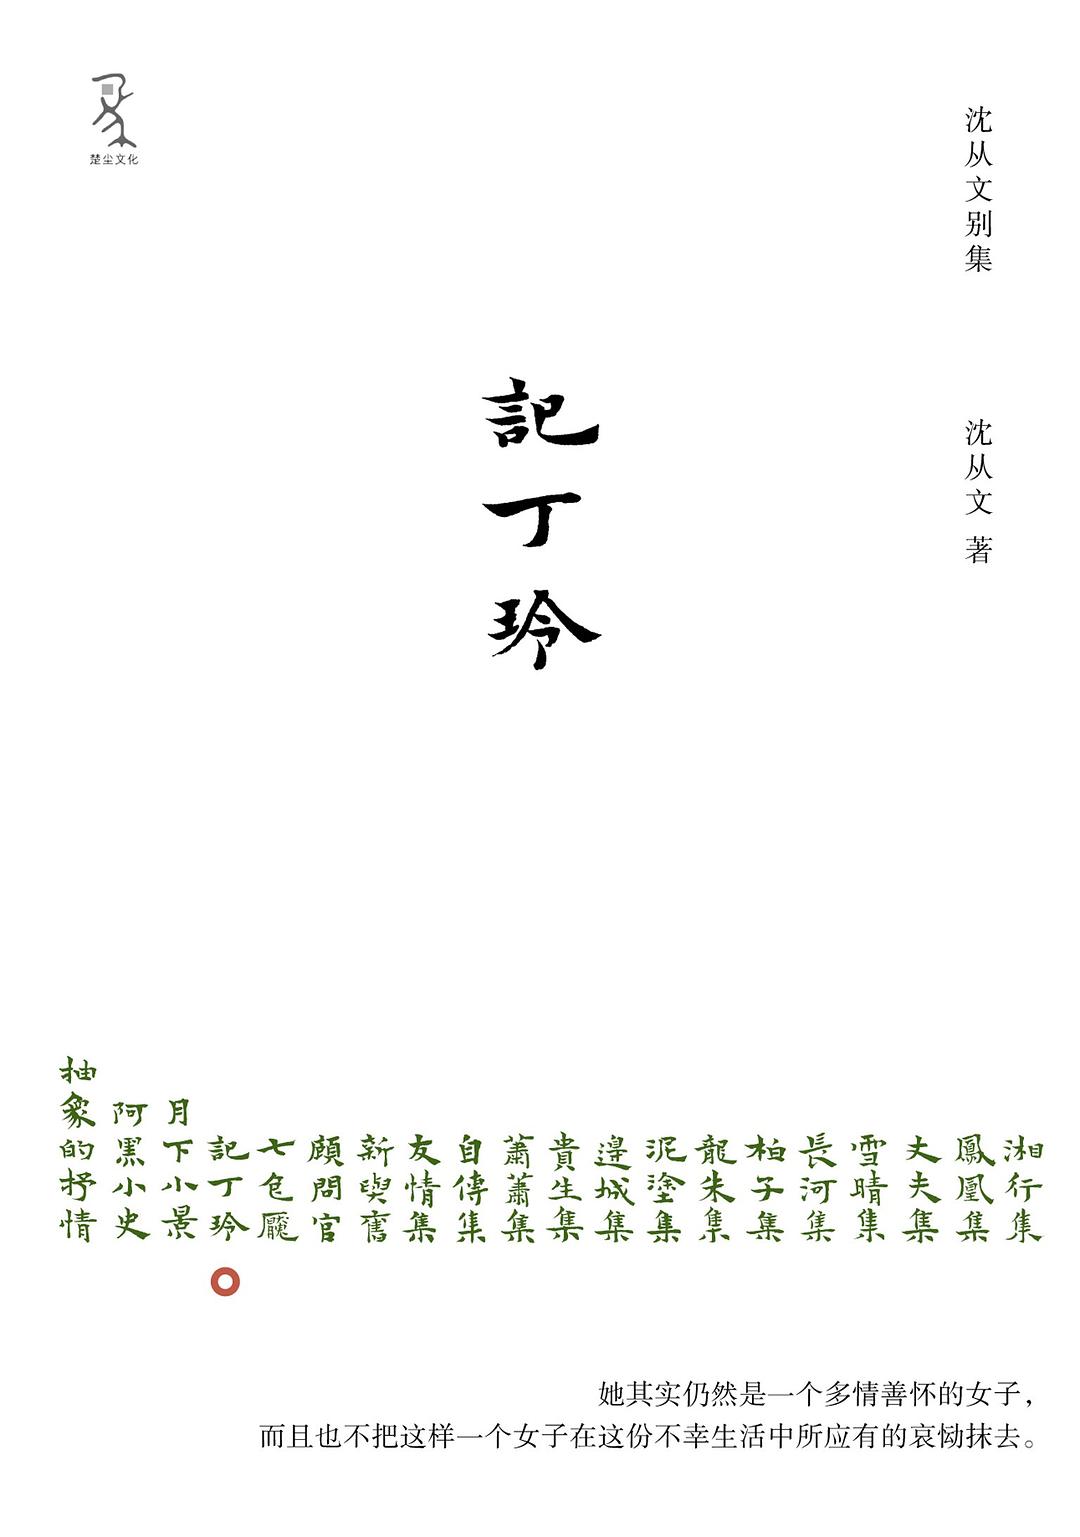 楚尘文化
沈从文别集
沈从文 著
記丁玲
湘行集
鳳凰集
丈夫集
雪晴集
長河集
柏子集
龍朱集
泥塗集
邊城集
貴生集
蕭蕭集
自傳集
友情集
新與舊
顧問官
七色魘
記丁玲
月下小景
阿黑小史
抽象的抒情
她其实仍然是一个多情善怀的女子，
而且也不把这样一个女子在这份不幸生活中所应有的哀恸抹去。